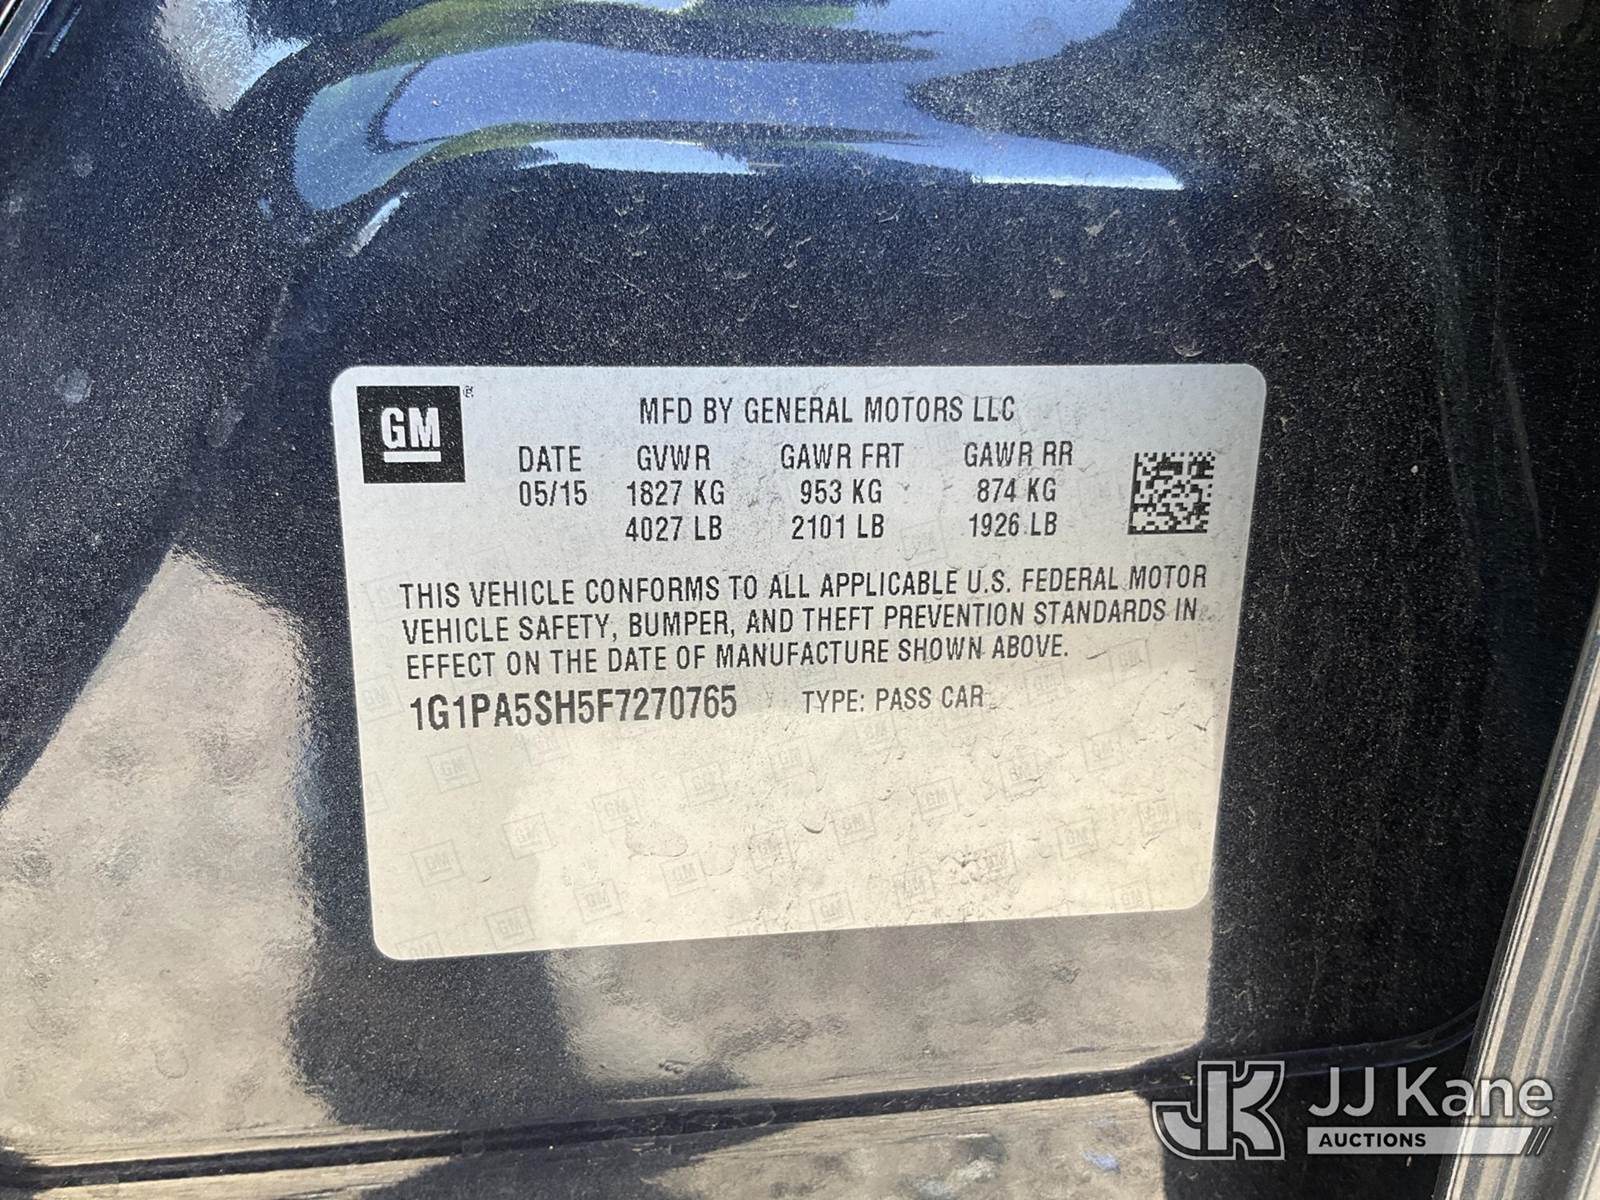 GM
MFD BY GENERAL MOTORS LLC
DATE GVWR GAWR FRT GAWR RR
05/15 1827 KG 953 KG 874 KG
4027 LB 2101 LB 1926 LB
THIS VEHICLE CONFORMS TO ALL APPLICABLE U.S. FEDERAL MOTOR
VEHICLE SAFETY, BUMPER, AND THEFT PREVENTION STANDARDS IN
EFFECT ON THE DATE OF MANUFACTURE SHOWN ABOVE.
1G1PA5SH5F7270765 TYPE: PASS CAR
JK JJ Kane
AUCTIONS